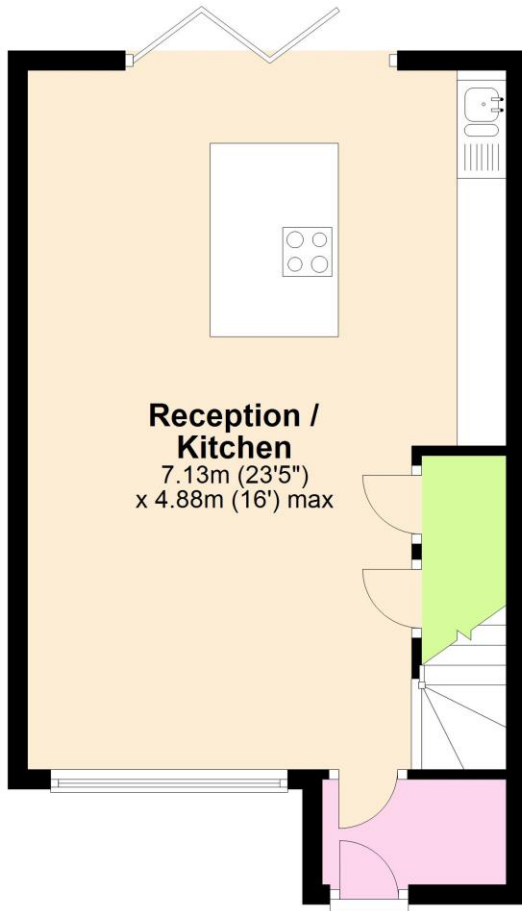 Reception /
Kitchen
7.13m (23'5")
x 4.88m (16') max